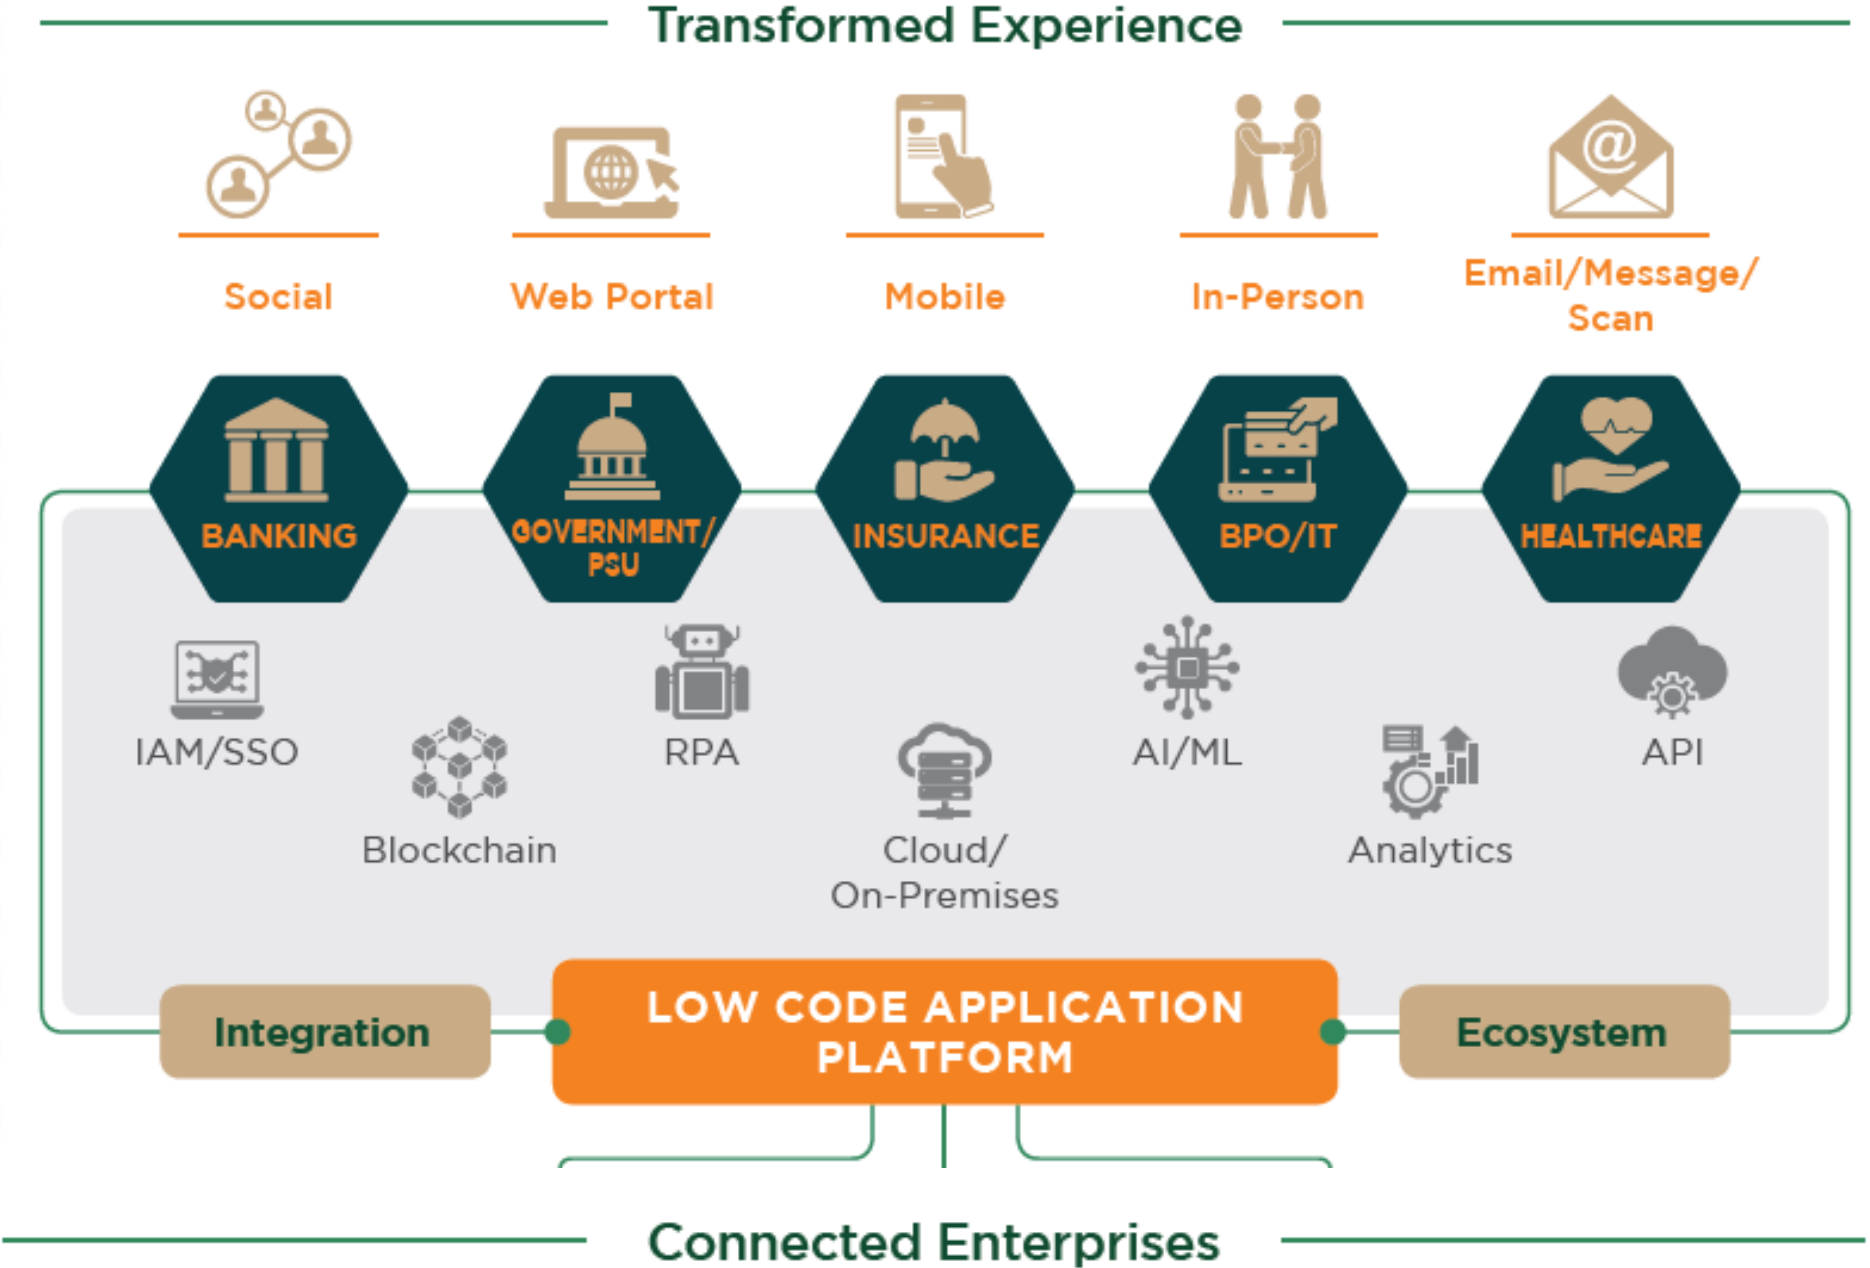 Transformed Experience
Social
Web Portal
Mobile
In-Person
Email/Message/
Scan
BANKING
GOVERNMENT/
PSU
INSURANCE
BPO/IT
HEALTHCARE
IAM/SSO
RPA
AI/ML
API
Blockchain
Cloud/
On-Premises
Analytics
Integration
LOW CODE APPLICATION
PLATFORM
Ecosystem
Connected Enterprises